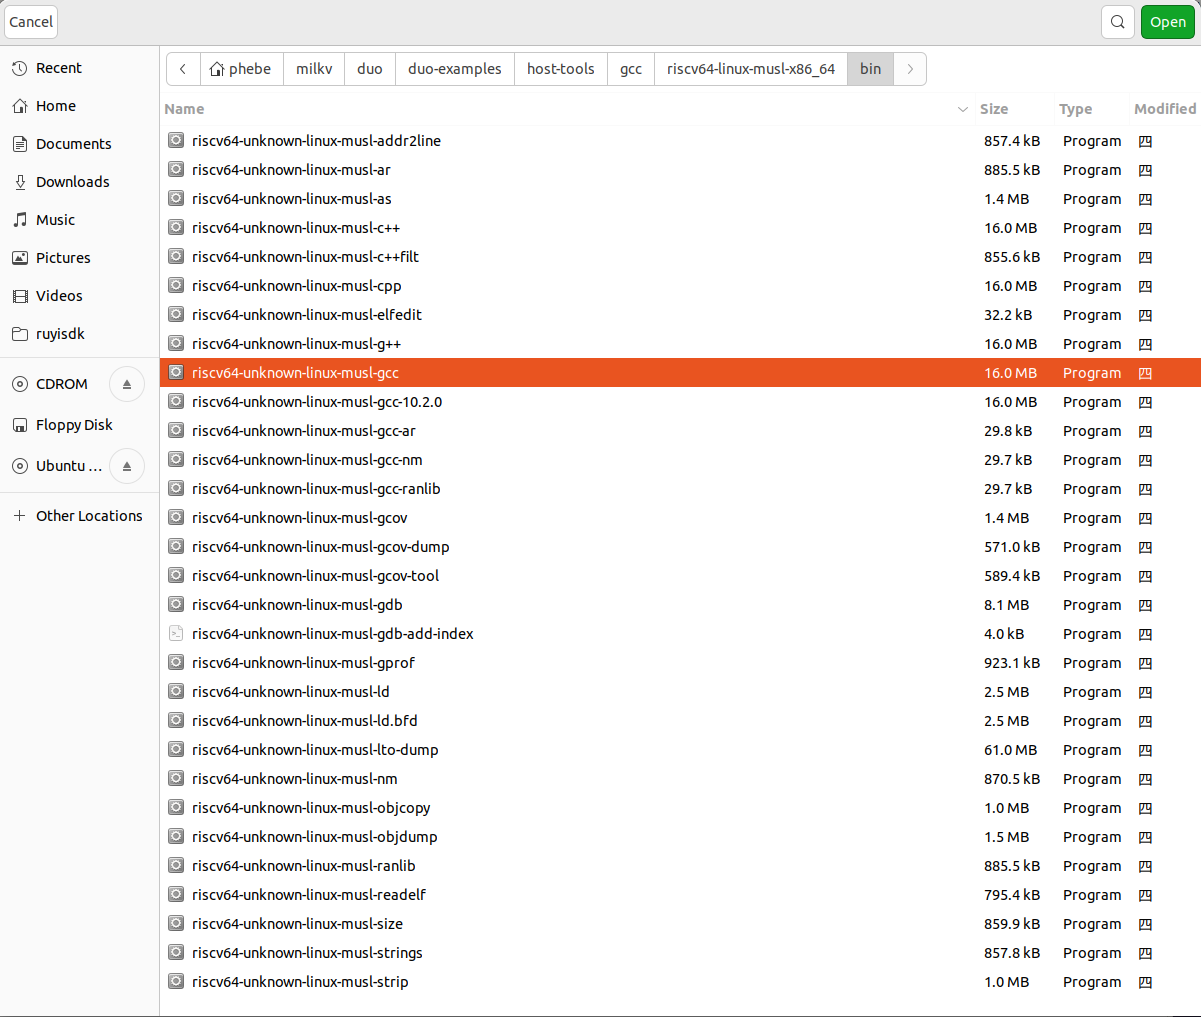 Cancel Open
phebe milkv duo duo-examples host-tools gcc riscv64-linux-musl-x86_64 bin
Recent
Home
Documents
Downloads
Music
Pictures
Videos
ruyisdk
CDROM
Floppy Disk
Ubuntu ...
Other Locations
Name Size Type Modified
riscv64-unknown-linux-musl-addr2line 857.4 kB Program 四
riscv64-unknown-linux-musl-ar 885.5 kB Program 四
riscv64-unknown-linux-musl-as 1.4 MB Program 四
riscv64-unknown-linux-musl-c++ 16.0 MB Program 四
riscv64-unknown-linux-musl-c++filt 855.6 kB Program 四
riscv64-unknown-linux-musl-cpp 16.0 MB Program 四
riscv64-unknown-linux-musl-elfedit 32.2 kB Program 四
riscv64-unknown-linux-musl-g++ 16.0 MB Program 四
riscv64-unknown-linux-musl-gcc 16.0 MB Program 四
riscv64-unknown-linux-musl-gcc-10.2.0 16.0 MB Program 四
riscv64-unknown-linux-musl-gcc-ar 29.8 kB Program 四
riscv64-unknown-linux-musl-gcc-nm 29.7 kB Program 四
riscv64-unknown-linux-musl-gcc-ranlib 29.7 kB Program 四
riscv64-unknown-linux-musl-gcov 1.4 MB Program 四
riscv64-unknown-linux-musl-gcov-dump 571.0 kB Program 四
riscv64-unknown-linux-musl-gcov-tool 589.4 kB Program 四
riscv64-unknown-linux-musl-gdb 8.1 MB Program 四
riscv64-unknown-linux-musl-gdb-add-index 4.0 kB Program 四
riscv64-unknown-linux-musl-gprof 923.1 kB Program 四
riscv64-unknown-linux-musl-ld 2.5 MB Program 四
riscv64-unknown-linux-musl-ld.bfd 2.5 MB Program 四
riscv64-unknown-linux-musl-lto-dump 61.0 MB Program 四
riscv64-unknown-linux-musl-nm 870.5 kB Program 四
riscv64-unknown-linux-musl-objcopy 1.0 MB Program 四
riscv64-unknown-linux-musl-objdump 1.5 MB Program 四
riscv64-unknown-linux-musl-ranlib 885.5 kB Program 四
riscv64-unknown-linux-musl-readelf 795.4 kB Program 四
riscv64-unknown-linux-musl-size 859.9 kB Program 四
riscv64-unknown-linux-musl-strings 857.8 kB Program 四
riscv64-unknown-linux-musl-strip 1.0 MB Program 四